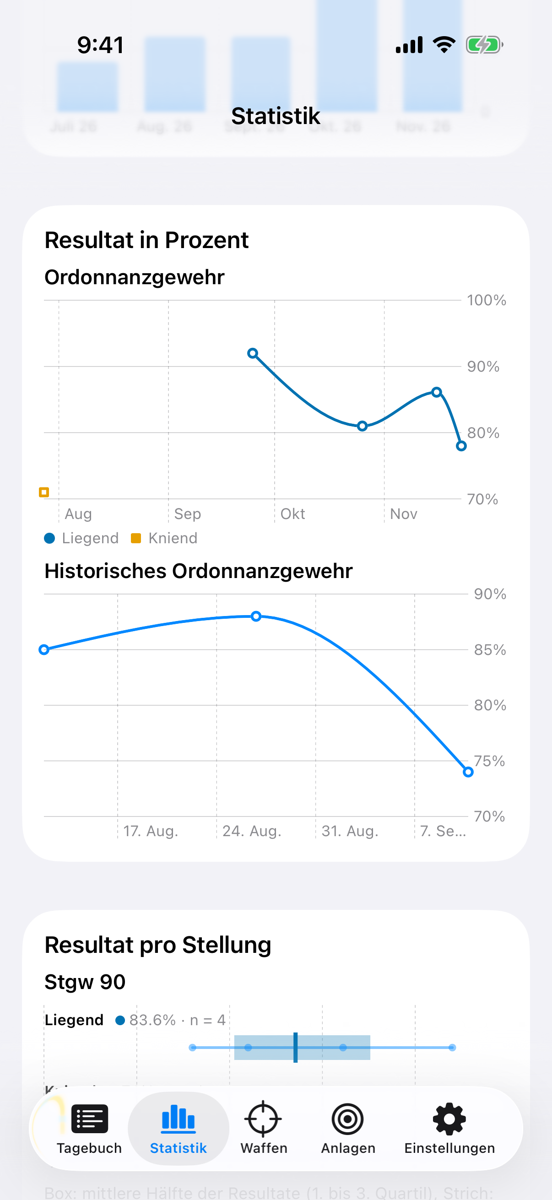 9:41
Statistik
Juli 26 Aug. 26 Sept. 26 Okt. 26 Nov. 26 0
Resultat in Prozent
Ordonnanzgewehr
100%
90%
80%
70%
Aug Sep Okt Nov
Liegend Kniend
Historisches Ordonnanzgewehr
90%
85%
80%
75%
70%
17. Aug. 24. Aug. 31. Aug. 7. Se...
Resultat pro Stellung
Stgw 90
Liegend 83.6% · n = 4
Tagebuch Statistik Waffen Anlagen Einstellungen
Box: mittlere Hälfte der Resultate (1. bis 3. Quartil), Strich: